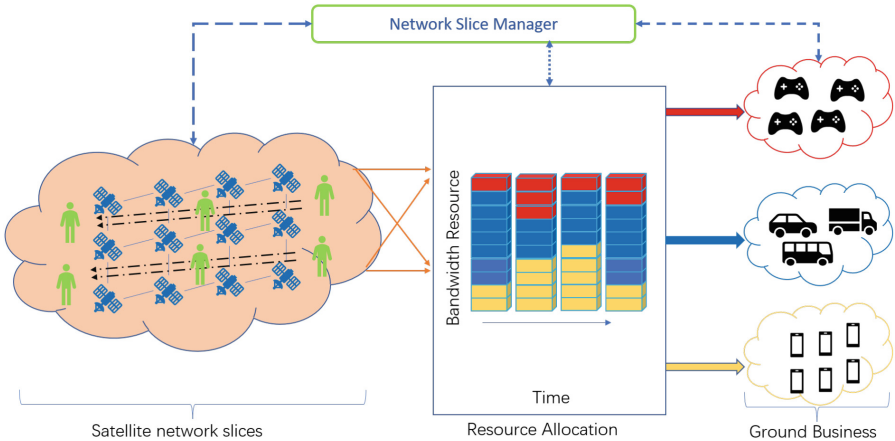 Network Slice Manager
Bandwidth Resource
Time
Satellite network slices
Resource Allocation
Ground Business